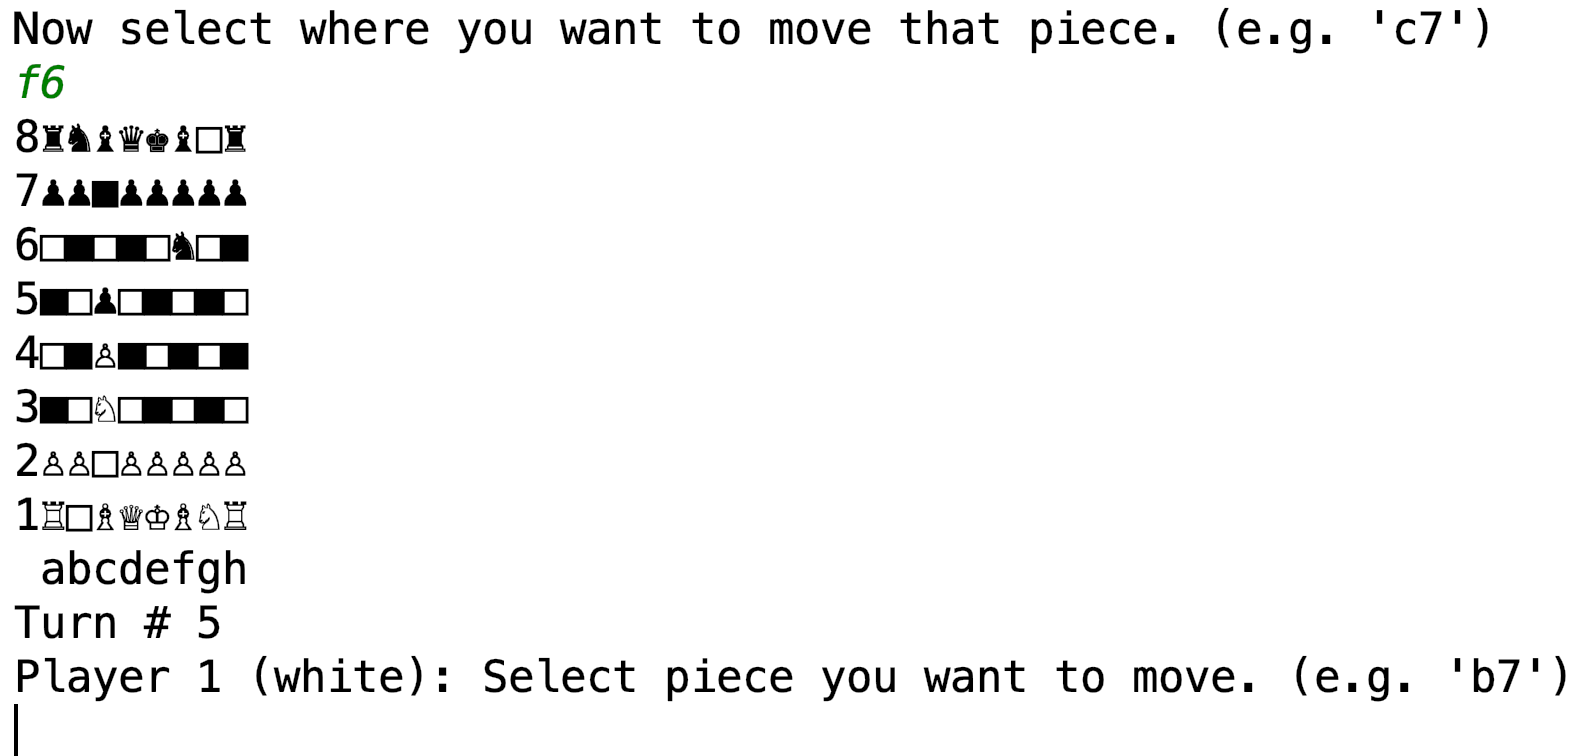 Now select where you want to move that piece. (e.g. 'c7')
f6
8♜♞♝♛♚♝□♜
7♟♟■♟♟♟♟♟
6□■□■□♞□■
5■□♟□■□■□
4□■♙■□■□■
3■□♘□■□■□
2♙♙□♙♙♙♙♙
1♖□♗♕♔♗♘♖
 abcdefgh
Turn # 5
Player 1 (white): Select piece you want to move. (e.g. 'b7')